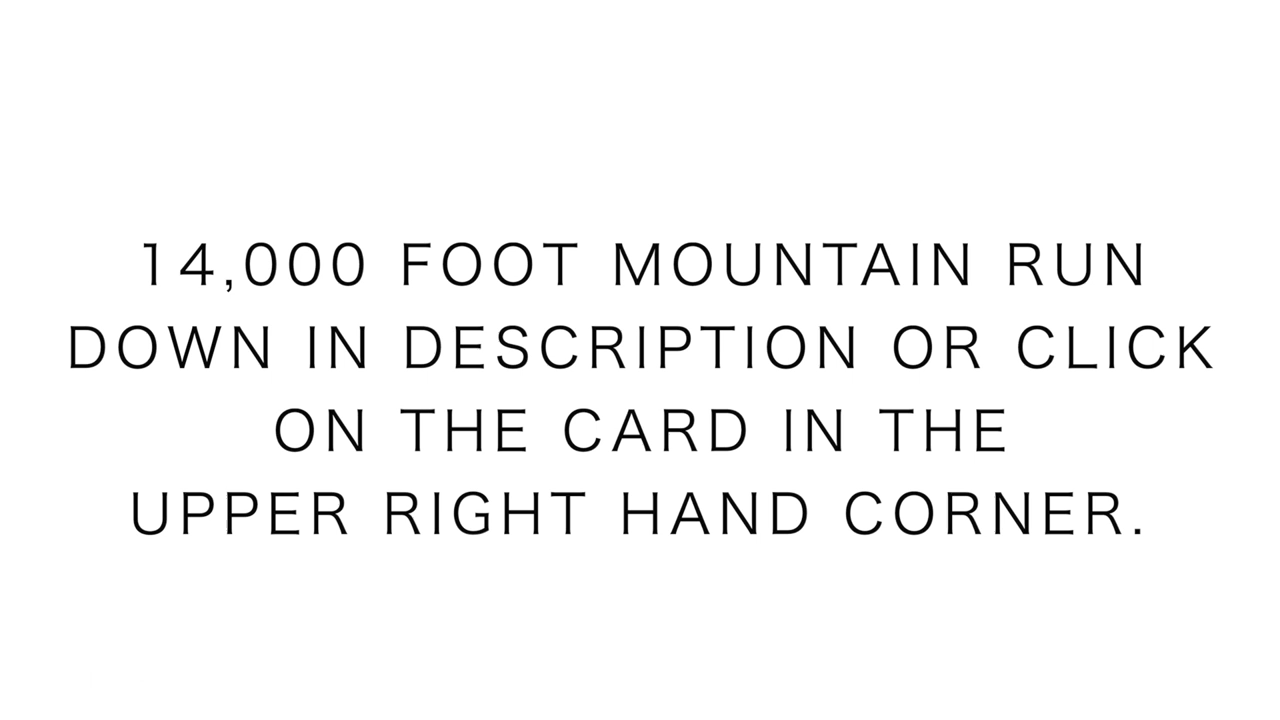 14,000 FOOT MOUNTAIN RUN
DOWN IN DESCRIPTION OR CLICK
ON THE CARD IN THE
UPPER RIGHT HAND CORNER.